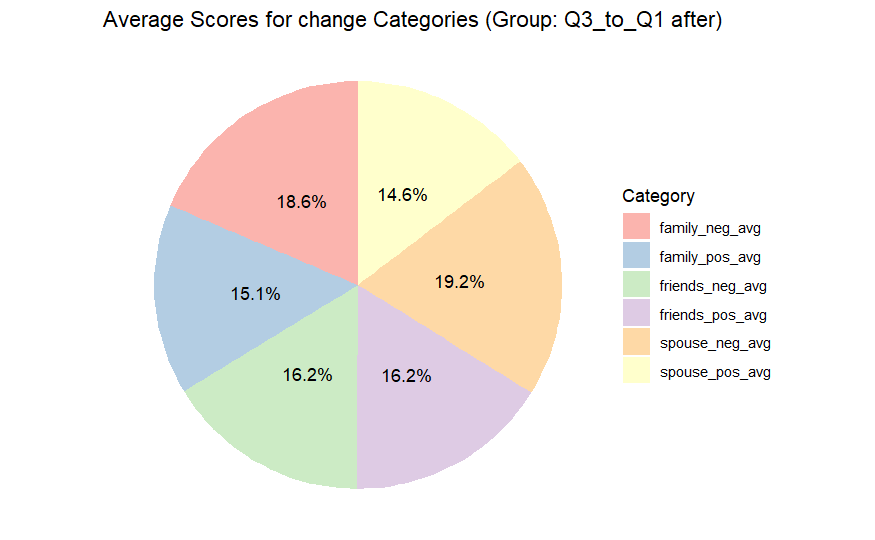 Average Scores for change Categories (Group: Q3_to_Q1 after)
18.6%
14.6%
15.1%
19.2%
16.2%
16.2%
Category
family_neg_avg
family_pos_avg
friends_neg_avg
friends_pos_avg
spouse_neg_avg
spouse_pos_avg